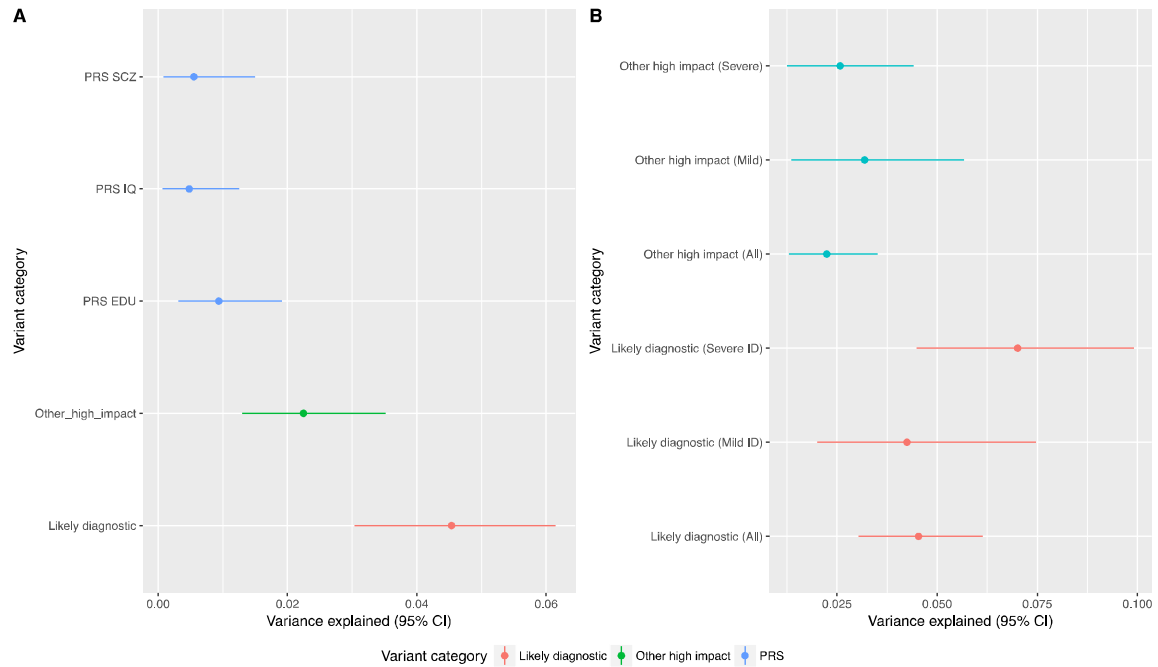 A
PRS SCZ
PRS IQ
PRS EDU
Other_high_impact
Likely diagnostic
Variant category
0.00 0.02 0.04 0.06
Variance explained (95% CI)
B
Other high impact (Severe)
Other high impact (Mild)
Other high impact (All)
Likely diagnostic (Severe ID)
Likely diagnostic (Mild ID)
Likely diagnostic (All)
Variant category
0.025 0.050 0.075 0.100
Variance explained (95% CI)
Variant category Likely diagnostic Other high impact PRS